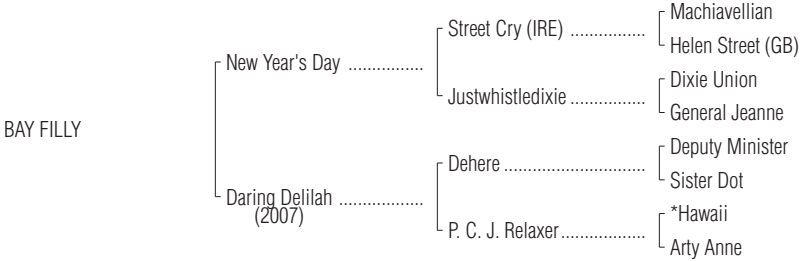 Machiavellian
Street Cry (IRE) ................
Helen Street (GB)
New Year's Day ................
Dixie Union
Justwhistledixie ................
General Jeanne
BAY FILLY
Deputy Minister
Dehere ..............................
Sister Dot
Daring Delilah ..................
(2007)
*Hawaii
P. C. J. Relaxer..................
Arty Anne